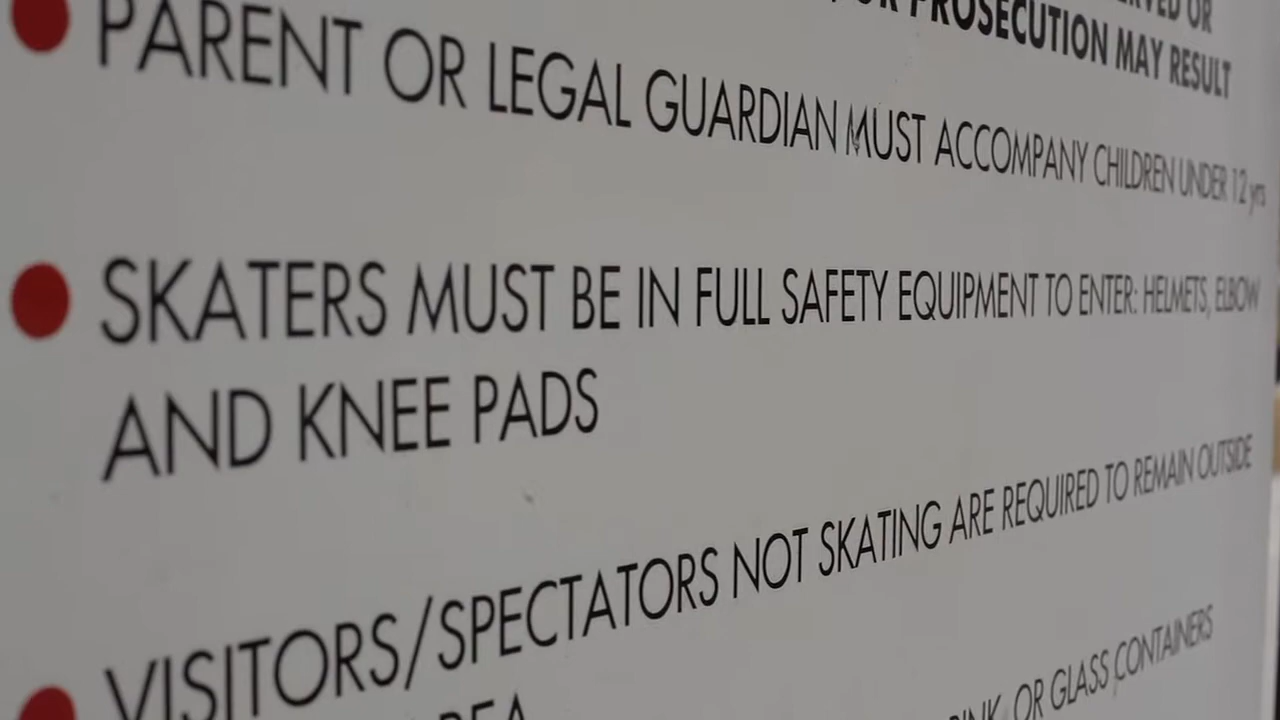 OR
PROSECUTION MAY RESULT
PARENT OR LEGAL GUARDIAN MUST ACCOMPANY CHILDREN UNDER 12 yrs
SKATERS MUST BE IN FULL SAFETY EQUIPMENT TO ENTER: HELMETS, ELBOW
AND KNEE PADS
VISITORS/SPECTATORS NOT SKATING ARE REQUIRED TO REMAIN OUTSIDE
OR GLASS CONTAINERS